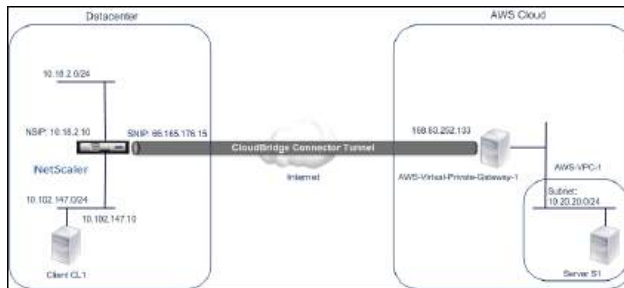 Datacenter
AWS Cloud
10.18.2.0/24
NSIP: 10.18.2.10
SNIP: 66.165.176.15
168.63.252.133
CloudBridge Connector Tunnel
NetScaler
Internet
AWS-Virtual-Private-Gateway-1
AWS-VPC-1
10.102.147.0/24
10.102.147.10
Subnet:
10.20.20.0/24
Client CL1
Server S1